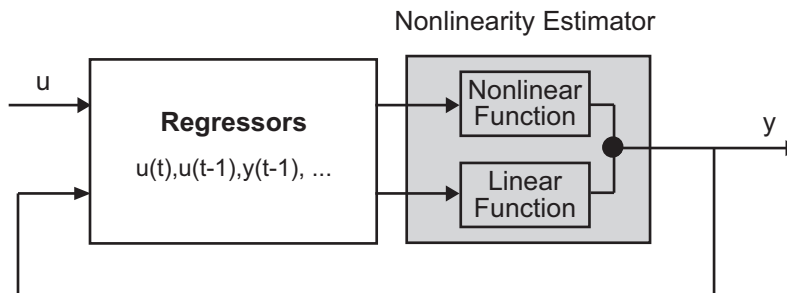 Nonlinearity Estimator
u
Regressors
u(t),u(t-1),y(t-1), ...
Nonlinear
Function
Linear
Function
y